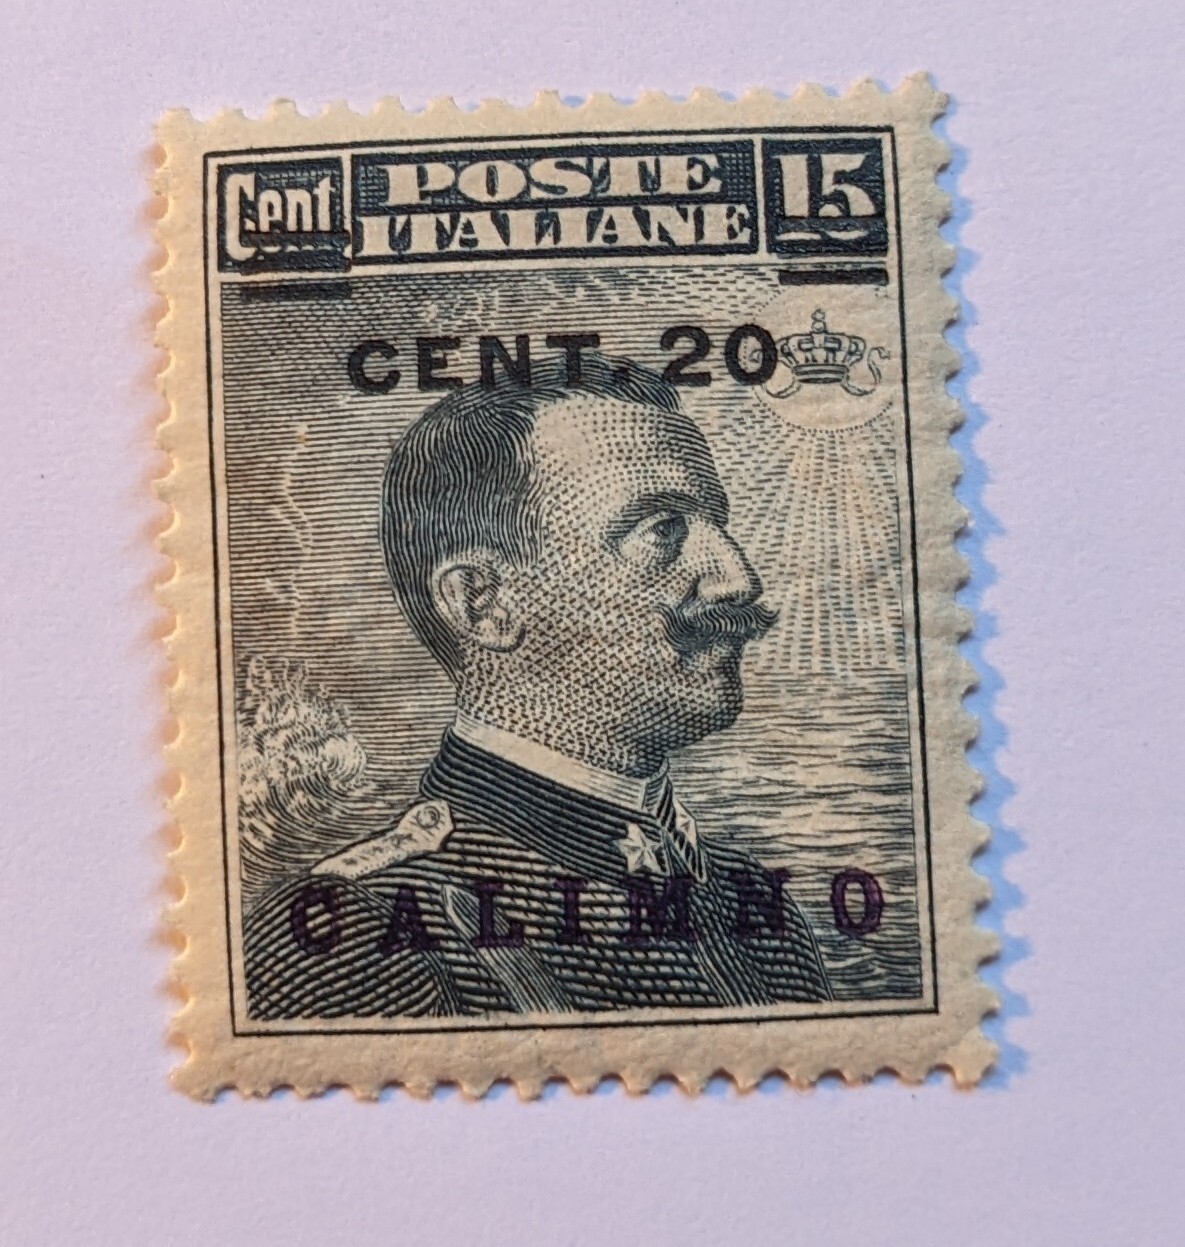 Cent. POSTE ITALIANE 15
CENT. 20
CALIMNO